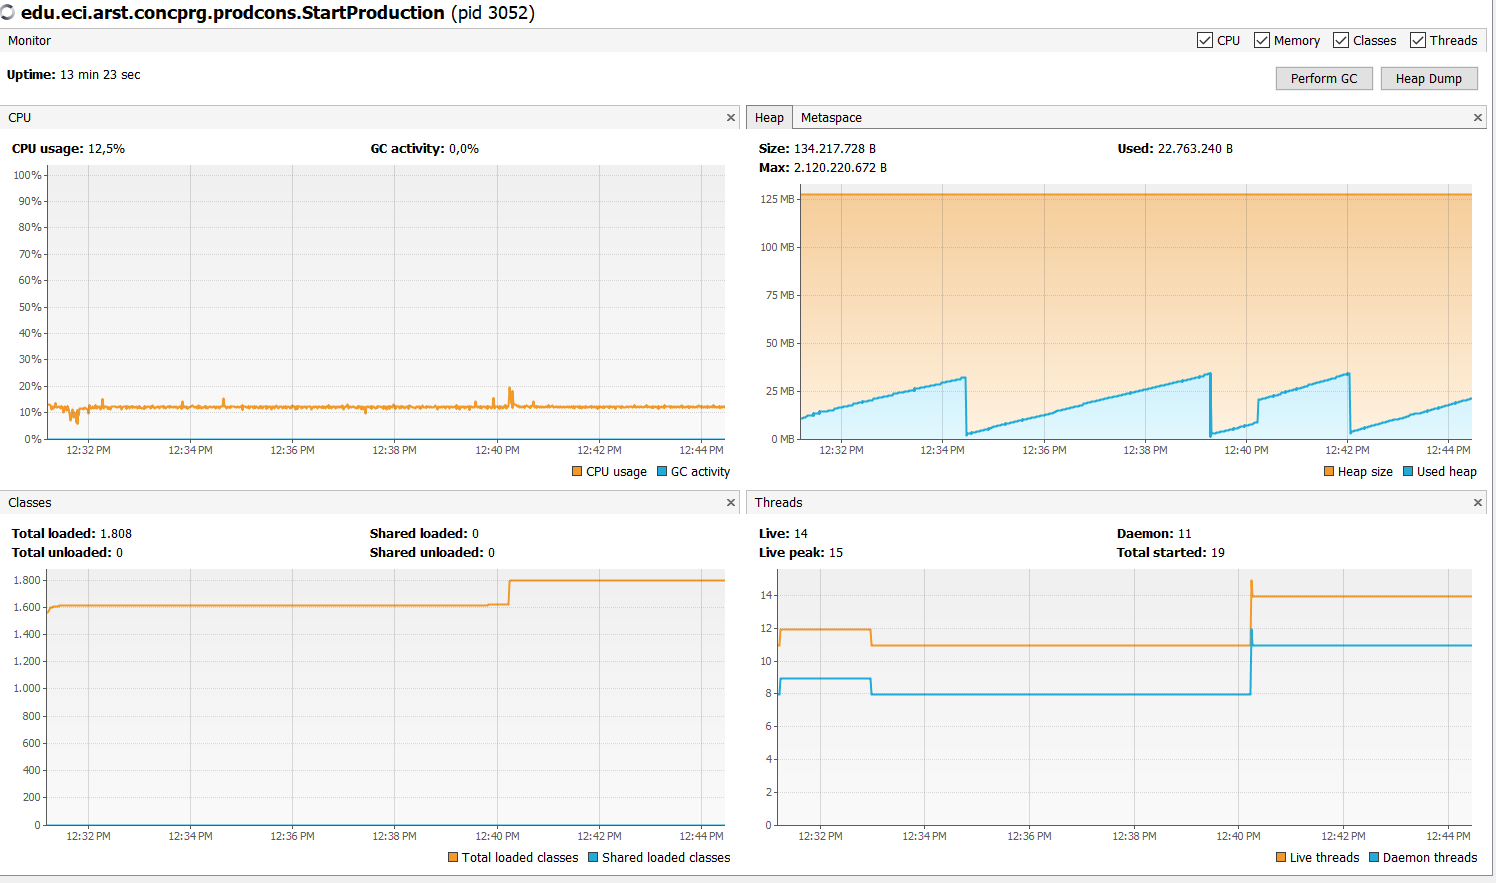 edu.eci.arst.concprg.prodcons.StartProduction (pid 3052)
Monitor
CPU Memory Classes Threads
Uptime: 13 min 23 sec
Perform GC Heap Dump
CPU
CPU usage: 12,5% GC activity: 0,0%
100%
90%
80%
70%
60%
50%
40%
30%
20%
10%
0%
12:32 PM 12:34 PM 12:36 PM 12:38 PM 12:40 PM 12:42 PM 12:44 PM
CPU usage GC activity
Heap Metaspace
Size: 134.217.728 B Used: 22.763.240 B
Max: 2.120.220.672 B
125 MB
100 MB
75 MB
50 MB
25 MB
0 MB
12:32 PM 12:34 PM 12:36 PM 12:38 PM 12:40 PM 12:42 PM 12:44 PM
Heap size Used heap
Classes
Total loaded: 1.808 Shared loaded: 0
Total unloaded: 0 Shared unloaded: 0
1.800
1.600
1.400
1.200
1.000
800
600
400
200
0
12:32 PM 12:34 PM 12:36 PM 12:38 PM 12:40 PM 12:42 PM 12:44 PM
Total loaded classes Shared loaded classes
Threads
Live: 14 Daemon: 11
Live peak: 15 Total started: 19
14
12
10
8
6
4
2
0
12:32 PM 12:34 PM 12:36 PM 12:38 PM 12:40 PM 12:42 PM 12:44 PM
Live threads Daemon threads